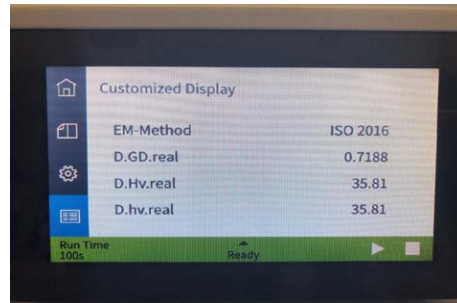 Customized Display
EM-Method ISO 2016
D.GD.real 0.7188
D.Hv.real 35.81
D.hv.real 35.81
Run Time
100s
Ready